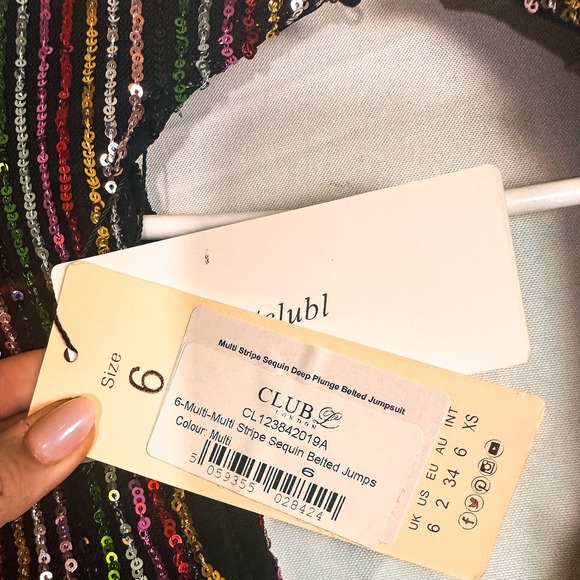 clubl
Size 6
Multi Stripe Sequin Deep Plunge Belted Jumpsuit
CLUB L
LONDON
CL123842019A
6-Multi-Multi Stripe Sequin Belted Jumps
Colour: Multi
6
5 059355 028424
UK US EU AU INT
6 2 34 6 XS